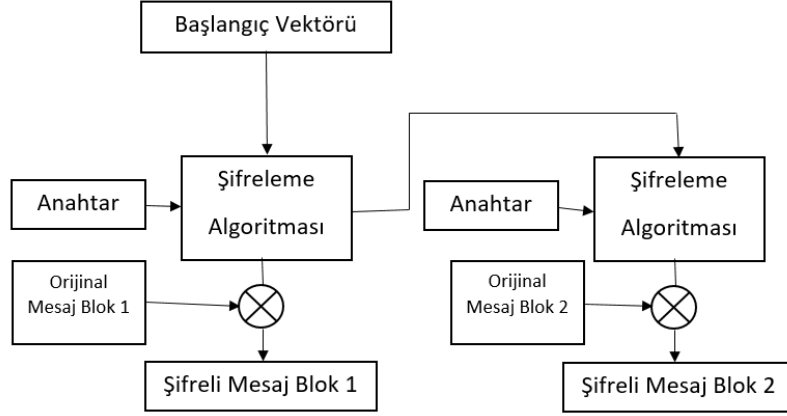 Başlangıç Vektörü
Şifreleme
Algoritması
Anahtar
Orijinal
Mesaj Blok 1
Şifreli Mesaj Blok 1
Şifreleme
Algoritması
Anahtar
Orijinal
Mesaj Blok 2
Şifreli Mesaj Blok 2